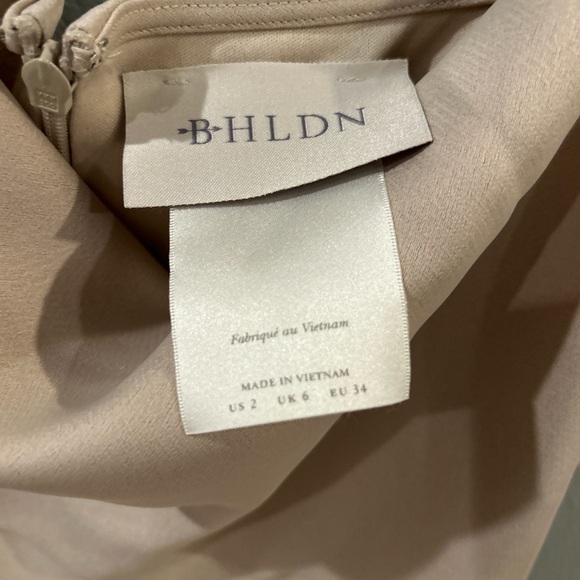 BHLDN
Fabriqué au Vietnam
MADE IN VIETNAM
US 2 UK 6 EU 34